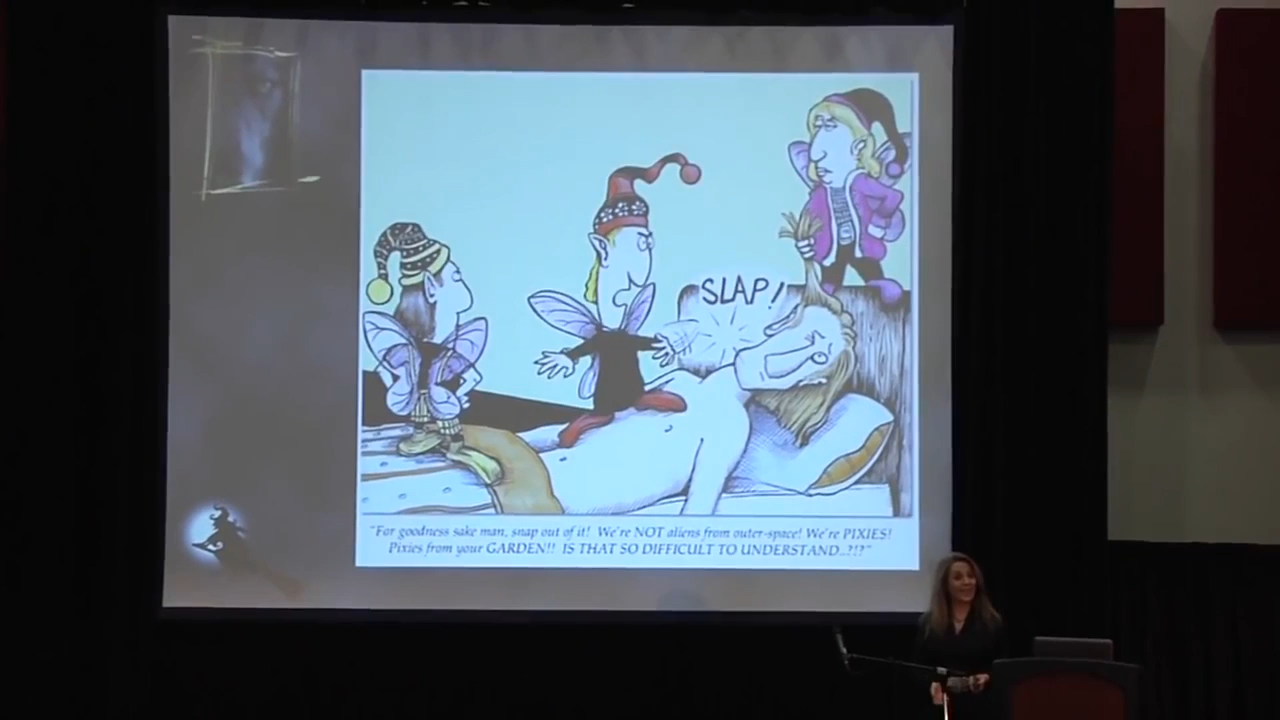 SLAP!
"For goodness sake man, snap out of it! We're NOT aliens from outer-space! We're PIXIES!
Pixies from your GARDEN!! IS THAT SO DIFFICULT TO UNDERSTAND..?!?"